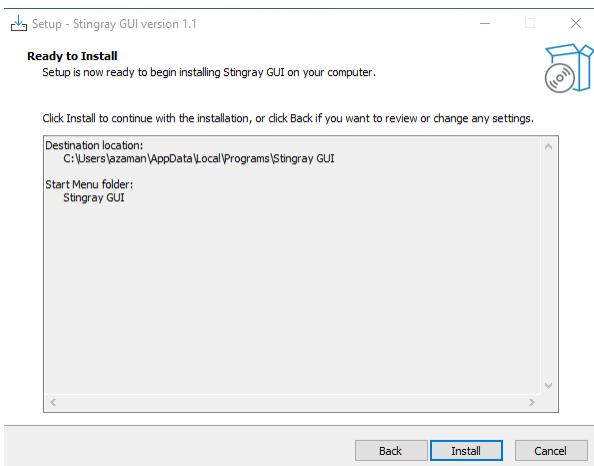 Setup - Stingray GUI version 1.1
Ready to Install
Setup is now ready to begin installing Stingray GUI on your computer.
Click Install to continue with the installation, or click Back if you want to review or change any settings.
Destination location:
C:\Users\azaman\AppData\Local\Programs\Stingray GUI
Start Menu folder:
Stingray GUI
Back Install Cancel